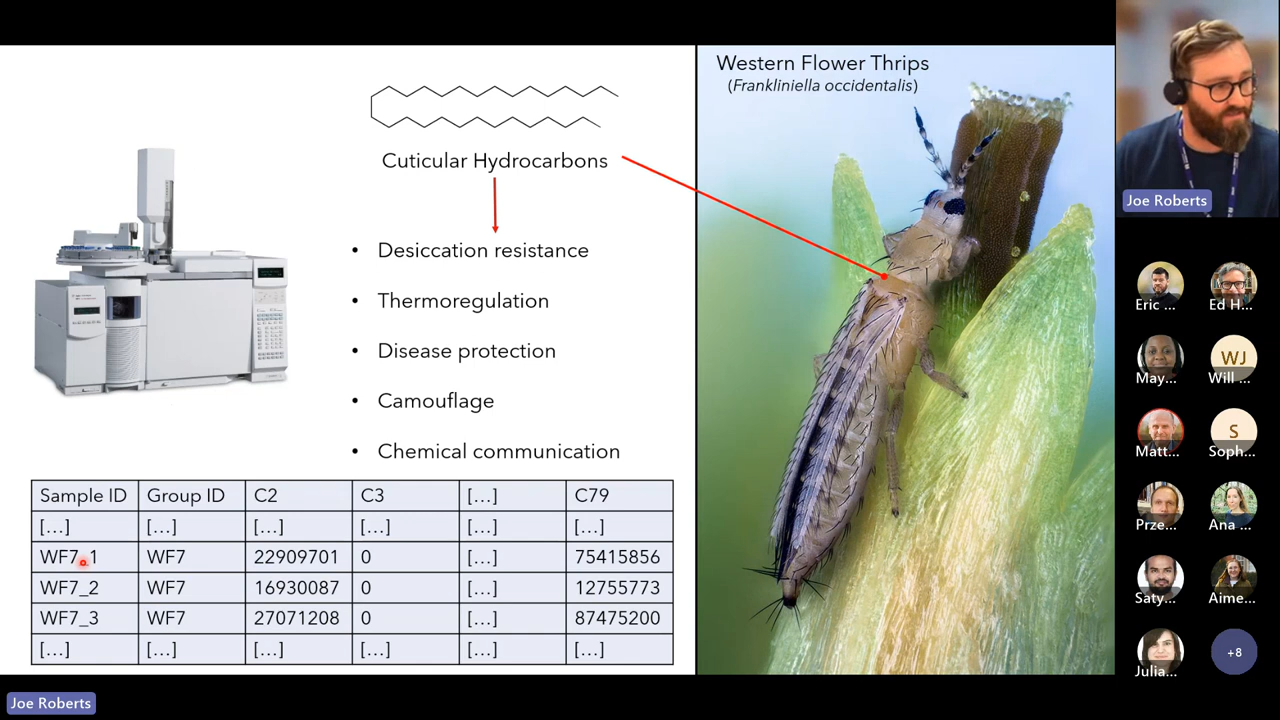 Cuticular Hydrocarbons
• Desiccation resistance
• Thermoregulation
• Disease protection
• Camouflage
• Chemical communication
Sample ID Group ID C2 C3 [...] C79
[...] [...] [...] [...] [...] [...]
WF7_1 WF7 22909701 0 [...] 75415856
WF7_2 WF7 16930087 0 [...] 12755773
WF7_3 WF7 27071208 0 [...] 87475200
[...] [...] [...] [...] [...] [...]
Western Flower Thrips
(Frankliniella occidentalis)
Joe Roberts
Eric ... Ed H...
May... WJ Will ...
Matt... S Soph...
Prze... Ana ...
Saty... Aime...
Julia... +8
Joe Roberts